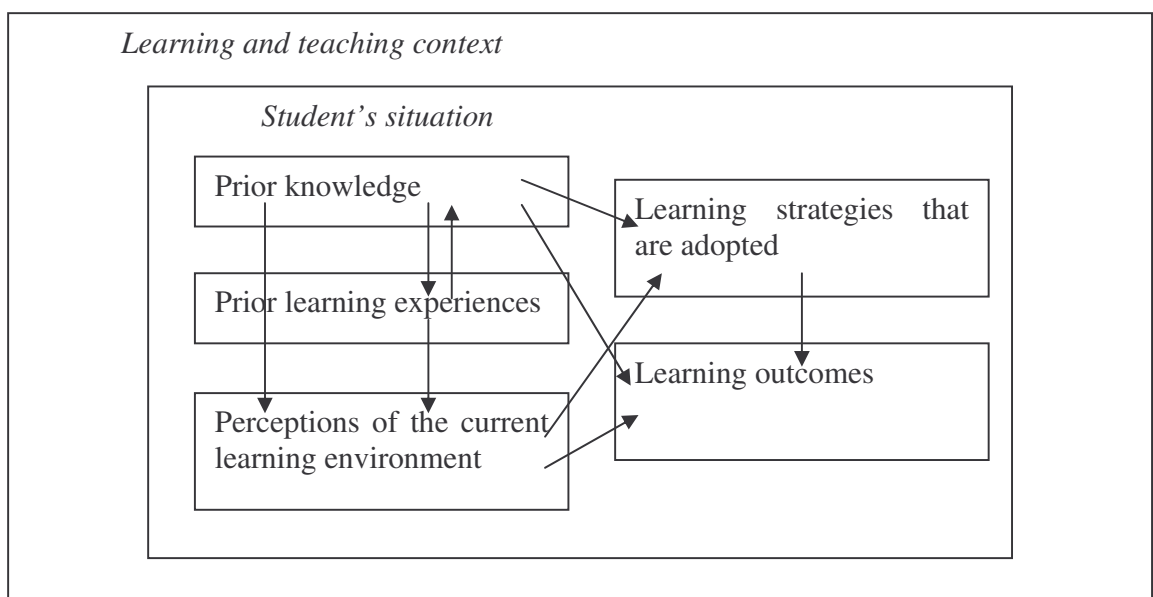 Learning and teaching context
Student’s situation
Prior knowledge
Prior learning experiences
Perceptions of the current
learning environment
Learning strategies that
are adopted
Learning outcomes